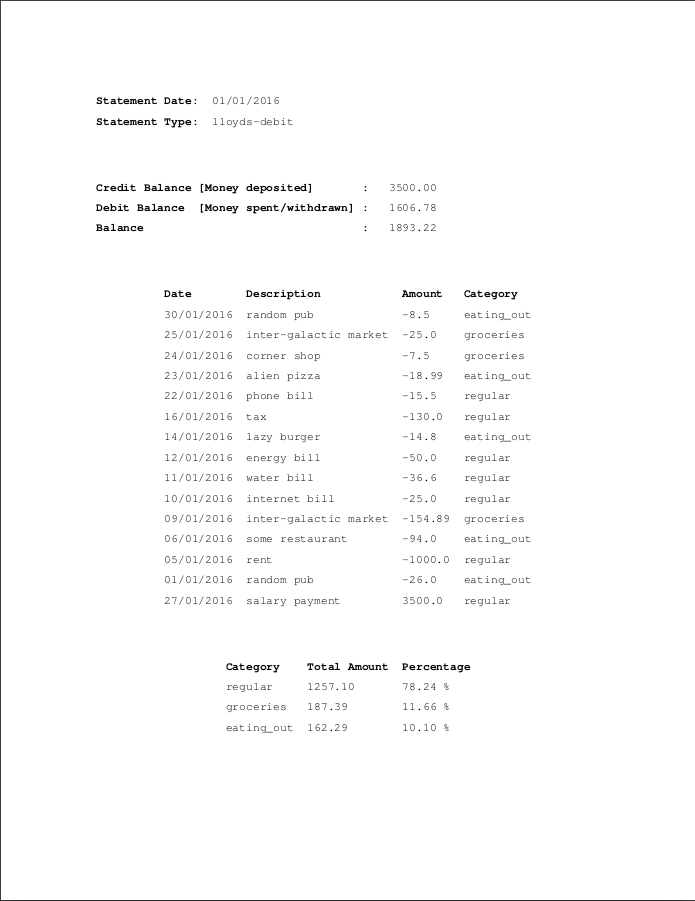 Statement Date: 01/01/2016
Statement Type: lloyds-debit
Credit Balance [Money deposited] : 3500.00
Debit Balance [Money spent/withdrawn] : 1606.78
Balance : 1893.22
Date Description Amount Category
30/01/2016 random pub -8.5 eating_out
25/01/2016 inter-galactic market -25.0 groceries
24/01/2016 corner shop -7.5 groceries
23/01/2016 alien pizza -18.99 eating_out
22/01/2016 phone bill -15.5 regular
16/01/2016 tax -130.0 regular
14/01/2016 lazy burger -14.8 eating_out
12/01/2016 energy bill -50.0 regular
11/01/2016 water bill -36.6 regular
10/01/2016 internet bill -25.0 regular
09/01/2016 inter-galactic market -154.89 groceries
06/01/2016 some restaurant -94.0 eating_out
05/01/2016 rent -1000.0 regular
01/01/2016 random pub -26.0 eating_out
27/01/2016 salary payment 3500.0 regular
Category Total Amount Percentage
regular 1257.10 78.24 %
groceries 187.39 11.66 %
eating_out 162.29 10.10 %